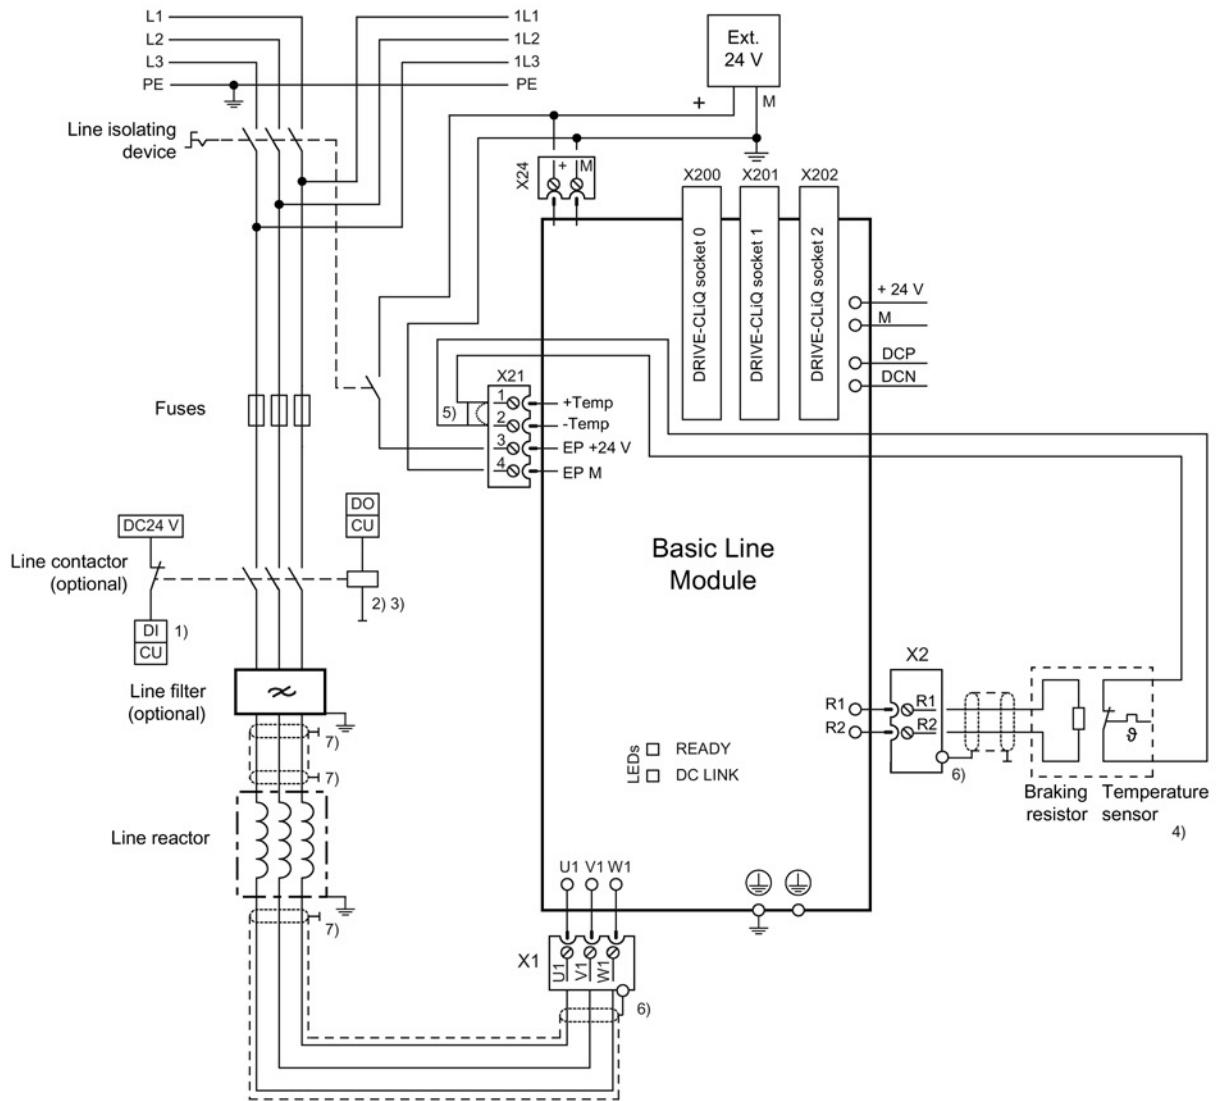 L1
L2
L3
PE
1L1
1L2
1L3
PE
Ext.
24 V
+
M
Line isolating
device
X24
+
M
X200
X201
X202
DRIVE-CLiQ socket 0
DRIVE-CLiQ socket 1
DRIVE-CLiQ socket 2
+ 24 V
M
DCP
DCN
X21
1
2
3
4
5)
+Temp
-Temp
EP +24 V
EP M
Fuses
DC24 V
DO
CU
Line contactor
(optional)
2) 3)
DI
CU
1)
Basic Line
Module
Line filter
(optional)
7)
7)
X2
R1
R2
R1
R2
6)
ϑ
LEDs
READY
DC LINK
Braking
resistor
Temperature
sensor
4)
Line reactor
7)
U1
V1
W1
X1
U1
V1
W1
6)